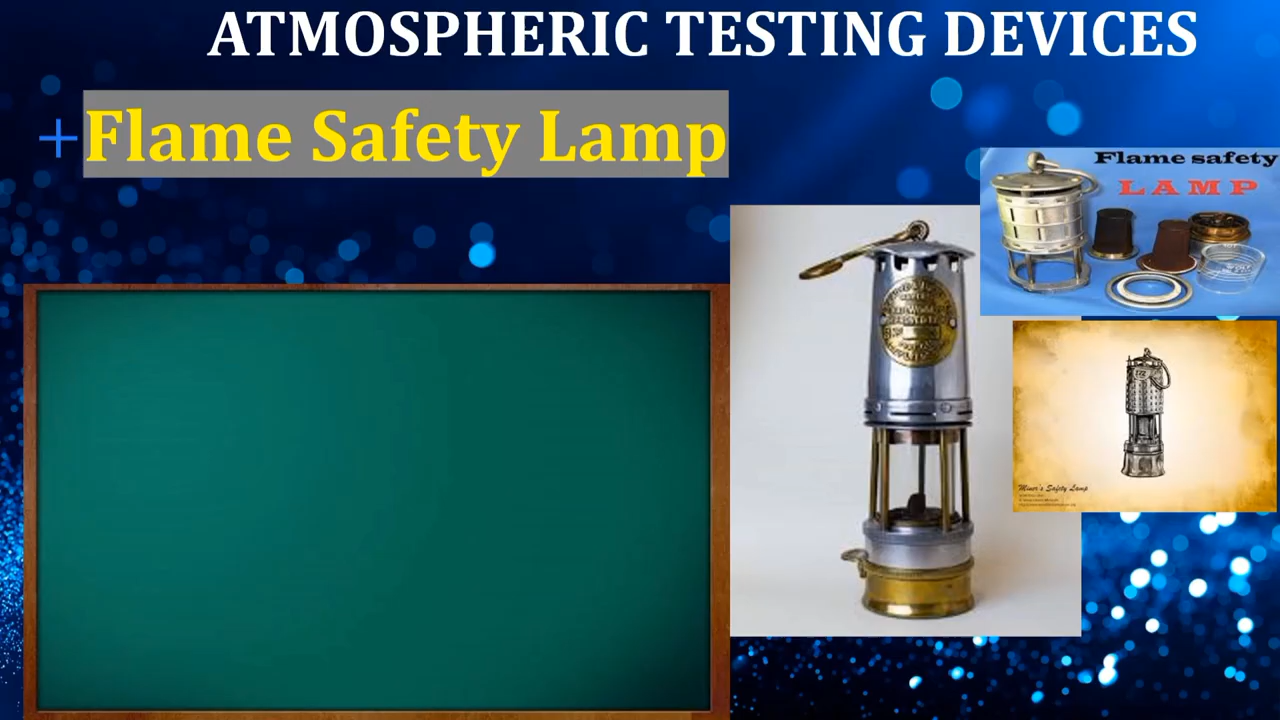 ATMOSPHERIC TESTING DEVICES
+Flame Safety Lamp
Flame safety
LAMP
Miner's Safety Lamp